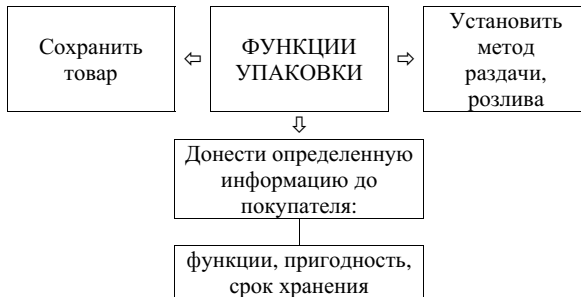 Сохранить
товар
ФУНКЦИИ
УПАКОВКИ
Установить
метод
раздачи,
розлива
Донести определенную
информацию до
покупателя:
функции, пригодность,
срок хранения